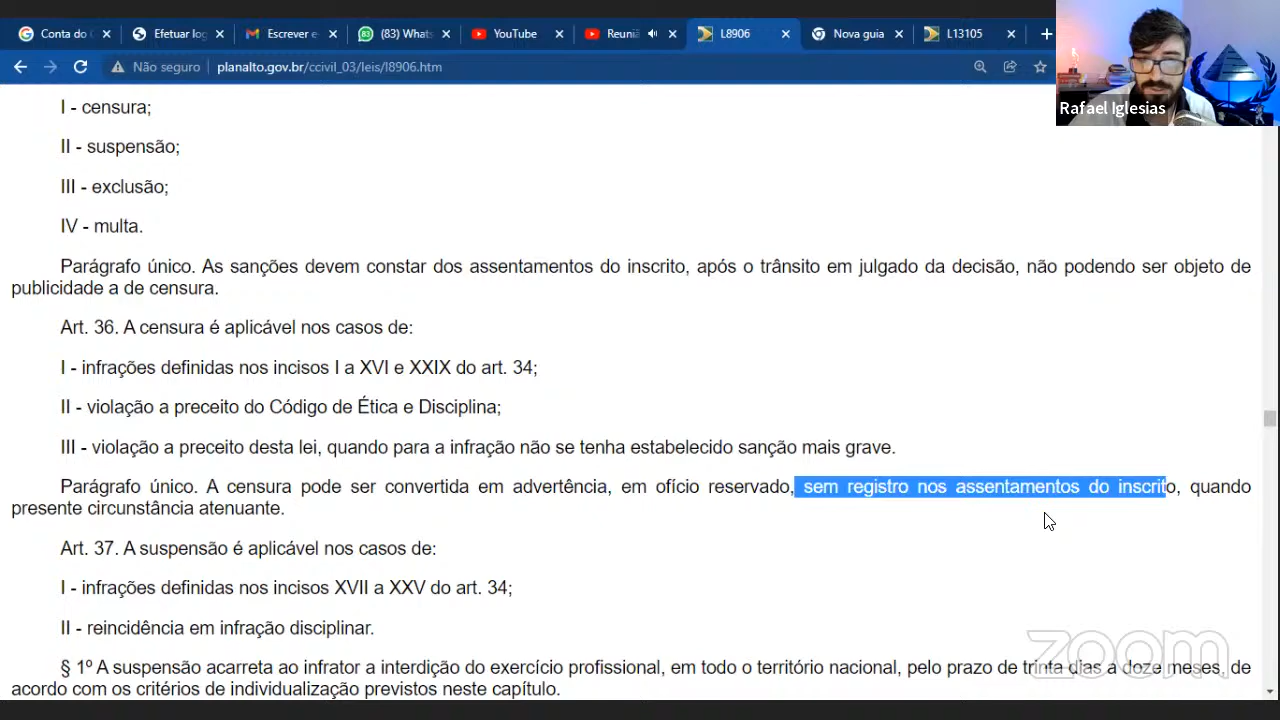 Conta do G
Efetuar log
Escrever e-
(83) Whats
YouTube
Reuniã
L8906
Nova guia
L13105
Não seguro
planalto.gov.br/ccivil_03/leis/l8906.htm
Rafael Iglesias
I - censura;
II - suspensão;
III - exclusão;
IV - multa.
Parágrafo único. As sanções devem constar dos assentamentos do inscrito, após o trânsito em julgado da decisão, não podendo ser objeto de
publicidade a de censura.
Art. 36. A censura é aplicável nos casos de:
I - infrações definidas nos incisos I a XVI e XXIX do art. 34;
II - violação a preceito do Código de Ética e Disciplina;
III - violação a preceito desta lei, quando para a infração não se tenha estabelecido sanção mais grave.
Parágrafo único. A censura pode ser convertida em advertência, em ofício reservado, sem registro nos assentamentos do inscrito, quando
presente circunstância atenuante.
Art. 37. A suspensão é aplicável nos casos de:
I - infrações definidas nos incisos XVII a XXV do art. 34;
II - reincidência em infração disciplinar.
§ 1º A suspensão acarreta ao infrator a interdição do exercício profissional, em todo o território nacional, pelo prazo de trinta dias a doze meses, de
acordo com os critérios de individualização previstos neste capítulo.
zoom